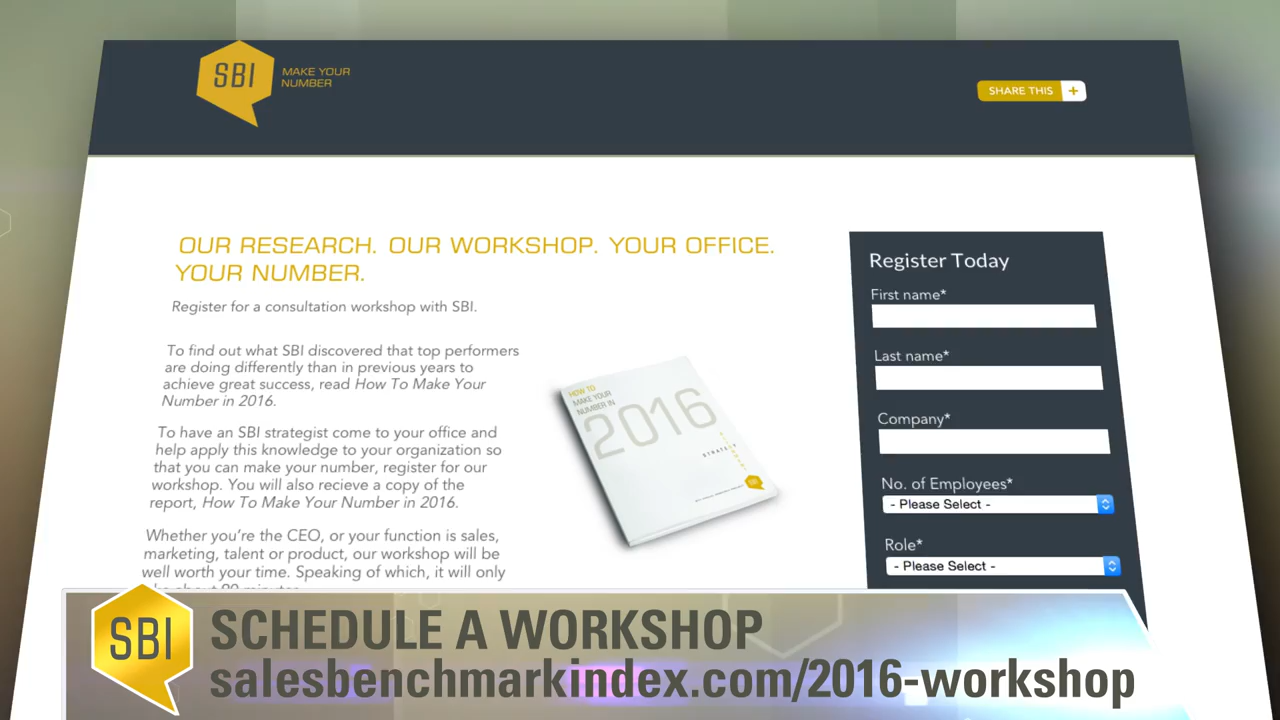 SBI
MAKE YOUR
NUMBER
SHARE THIS +
OUR RESEARCH. OUR WORKSHOP. YOUR OFFICE.
YOUR NUMBER.
Register for a consultation workshop with SBI.
To find out what SBI discovered that top performers
are doing differently than in previous years to
achieve great success, read How To Make Your
Number in 2016.
To have an SBI strategist come to your office and
help apply this knowledge to your organization so
that you can make your number, register for our
workshop. You will also recieve a copy of the
report, How To Make Your Number in 2016.
Whether you're the CEO, or your function is sales,
marketing, talent or product, our workshop will be
well worth your time. Speaking of which, it will only
HOW TO
MAKE YOUR
NUMBER IN
2016
Register Today
First name*
Last name*
Company*
No. of Employees*
- Please Select -
Role*
- Please Select -
SBI
SCHEDULE A WORKSHOP
salesbenchmarkindex.com/2016-workshop